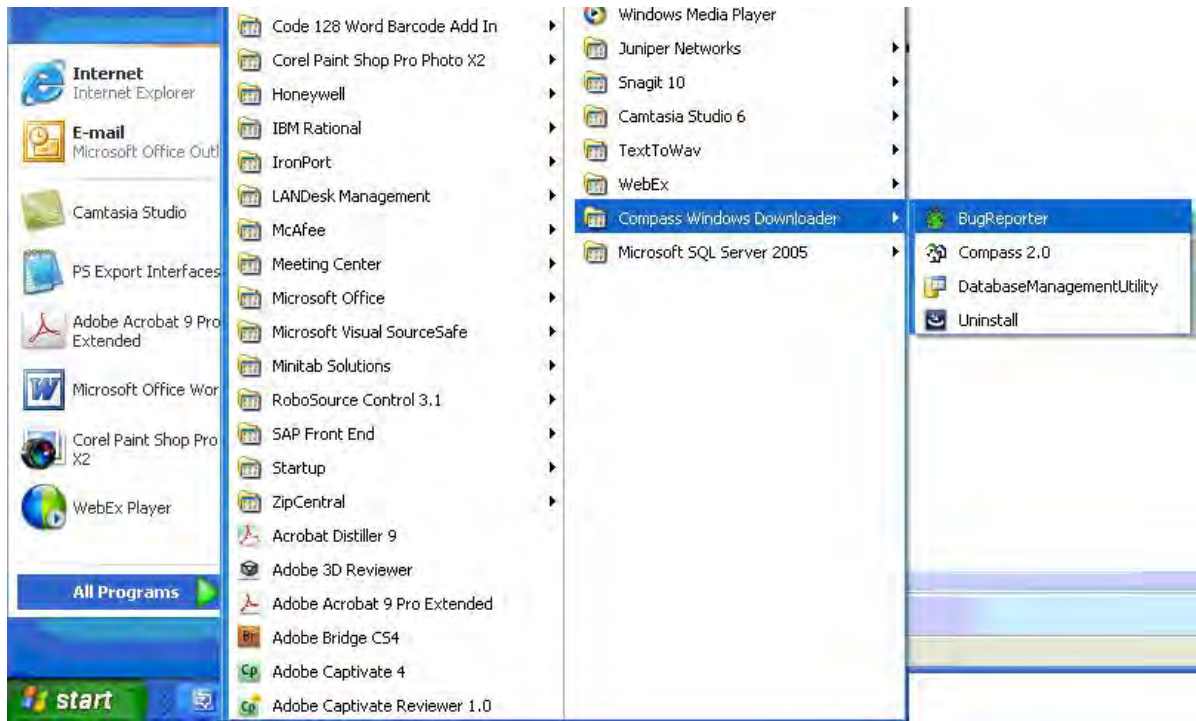 Internet
Internet Explorer
E-mail
Microsoft Office Outl
Camtasia Studio
PS Export Interfaces
Adobe Acrobat 9 Pro
Extended
Microsoft Office Wor
Corel Paint Shop Pro
X2
WebEx Player
All Programs
start
Code 128 Word Barcode Add In
Corel Paint Shop Pro Photo X2
Honeywell
IBM Rational
IronPort
LANDesk Management
McAfee
Meeting Center
Microsoft Office
Microsoft Visual SourceSafe
Minitab Solutions
RoboSource Control 3.1
SAP Front End
Startup
ZipCentral
Acrobat Distiller 9
Adobe 3D Reviewer
Adobe Acrobat 9 Pro Extended
Br Adobe Bridge CS4
Cp Adobe Captivate 4
Cp Adobe Captivate Reviewer 1.0
Windows Media Player
Juniper Networks
Snagit 10
Camtasia Studio 6
TextToWav
WebEx
Compass Windows Downloader
Microsoft SQL Server 2005
BugReporter
Compass 2.0
DatabaseManagementUtility
Uninstall